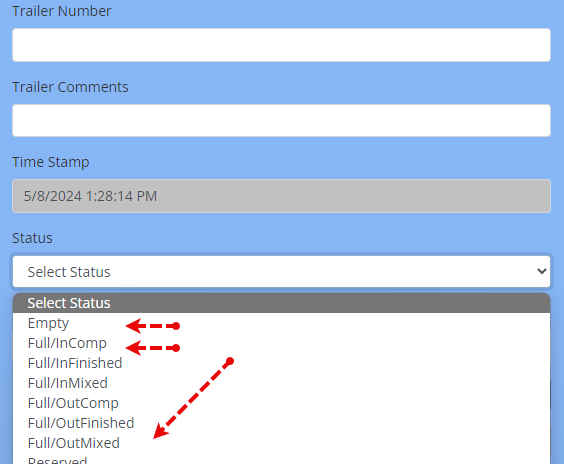 Trailer Number
Trailer Comments
Time Stamp
5/8/2024 1:28:14 PM
Status
Select Status
Select Status
Empty
Full/InComp
Full/InFinished
Full/InMixed
Full/OutComp
Full/OutFinished
Full/OutMixed
Reserved